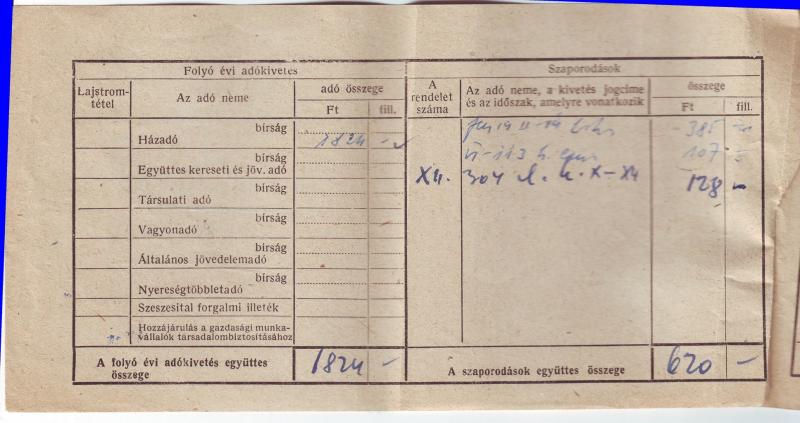 Folyó évi adókivetés
Lajstrom-
tétel
Az adó neme
adó összege
Ft fill.
bírság
Házadó 1824 -
bírság
Együttes kereseti és jöv. adó
bírság
Társulati adó
bírság
Vagyonadó
bírság
Általános jövedelemadó
bírság
Nyereségtöbbletadó
Szeszesital forgalmi illeték
Hozzájárulás a gazdasági munka-
vállalók társadalombiztosításához
A folyó évi adókivetés együttes
összege
1824 -
Szaporodások
A
rendelet
száma
Az adó neme, a kivetés jogcíme
és az időszak, amelyre vonatkozik
összege
Ft fill.
385
107
X4. 304 128 -
A szaporodások együttes összege 620 -